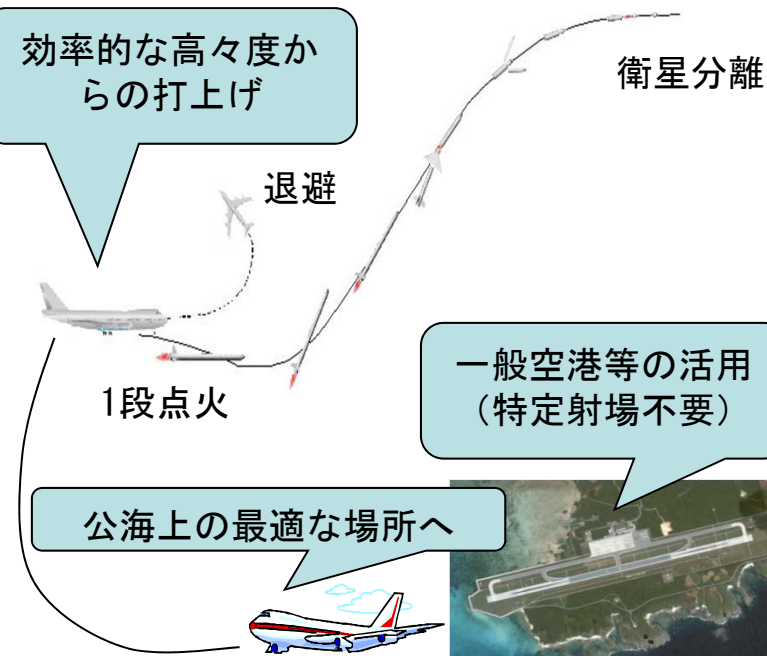 効率的な高々度か
らの打上げ
衛星分離
退避
1段点火
一般空港等の活用
（特定射場不要）
公海上の最適な場所へ